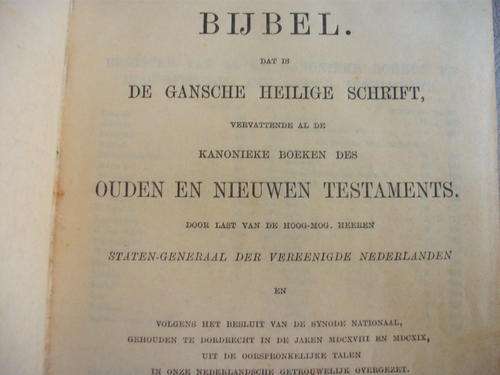 BIJBEL.
DAT IS
DE GANSCHE HEILIGE SCHRIFT,
VERVATTENDE AL DE
KANONIEKE BOEKEN DES
OUDEN EN NIEUWEN TESTAMENTS.
DOOR LAST VAN DE HOOG-MOG. HEEREN
STATEN-GENERAAL DER VEREENIGDE NEDERLANDEN
EN
VOLGENS HET BESLUIT VAN DE SYNODE NATIONAAL,
GEHOUDEN TE DORDRECHT IN DE JAREN MDCXVIII EN MDCXIX,
UIT DE OORSPRONKELIJKE TALEN
IN ONZE NEDERLANDSCHE GETROUWELIJK OVERGEZET.